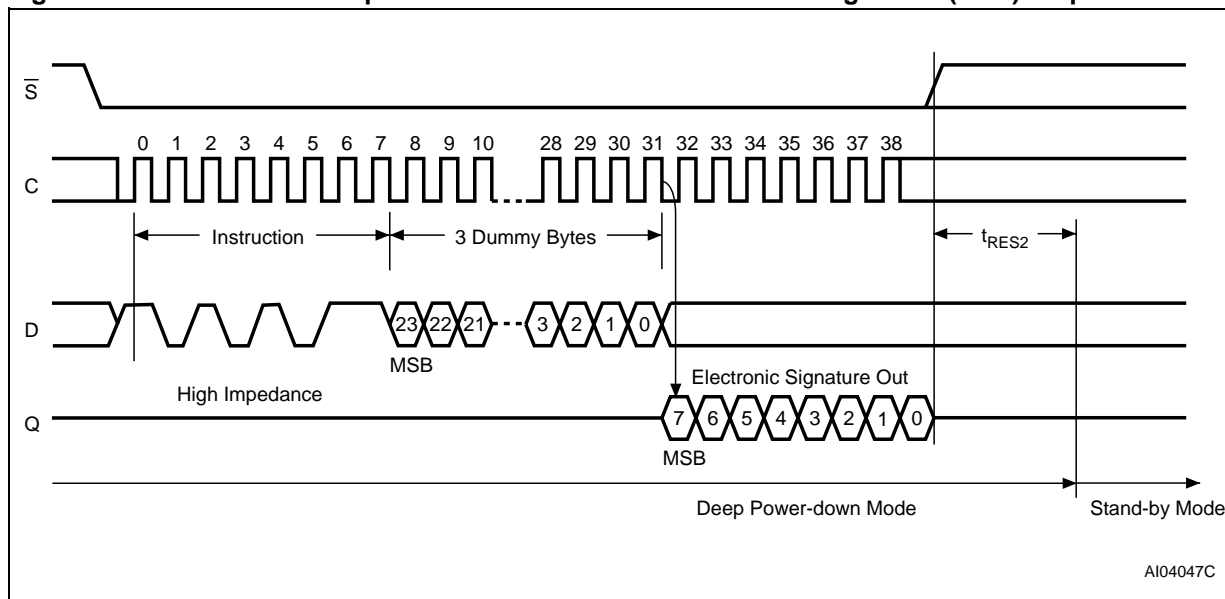 S
0 1 2 3 4 5 6 7 8 9 10 28 29 30 31 32 33 34 35 36 37 38
C
Instruction 3 Dummy Bytes tRES2
D 23 22 21 3 2 1 0
MSB
High Impedance Electronic Signature Out
Q 7 6 5 4 3 2 1 0
MSB
Deep Power-down Mode Stand-by Mode
AI04047C